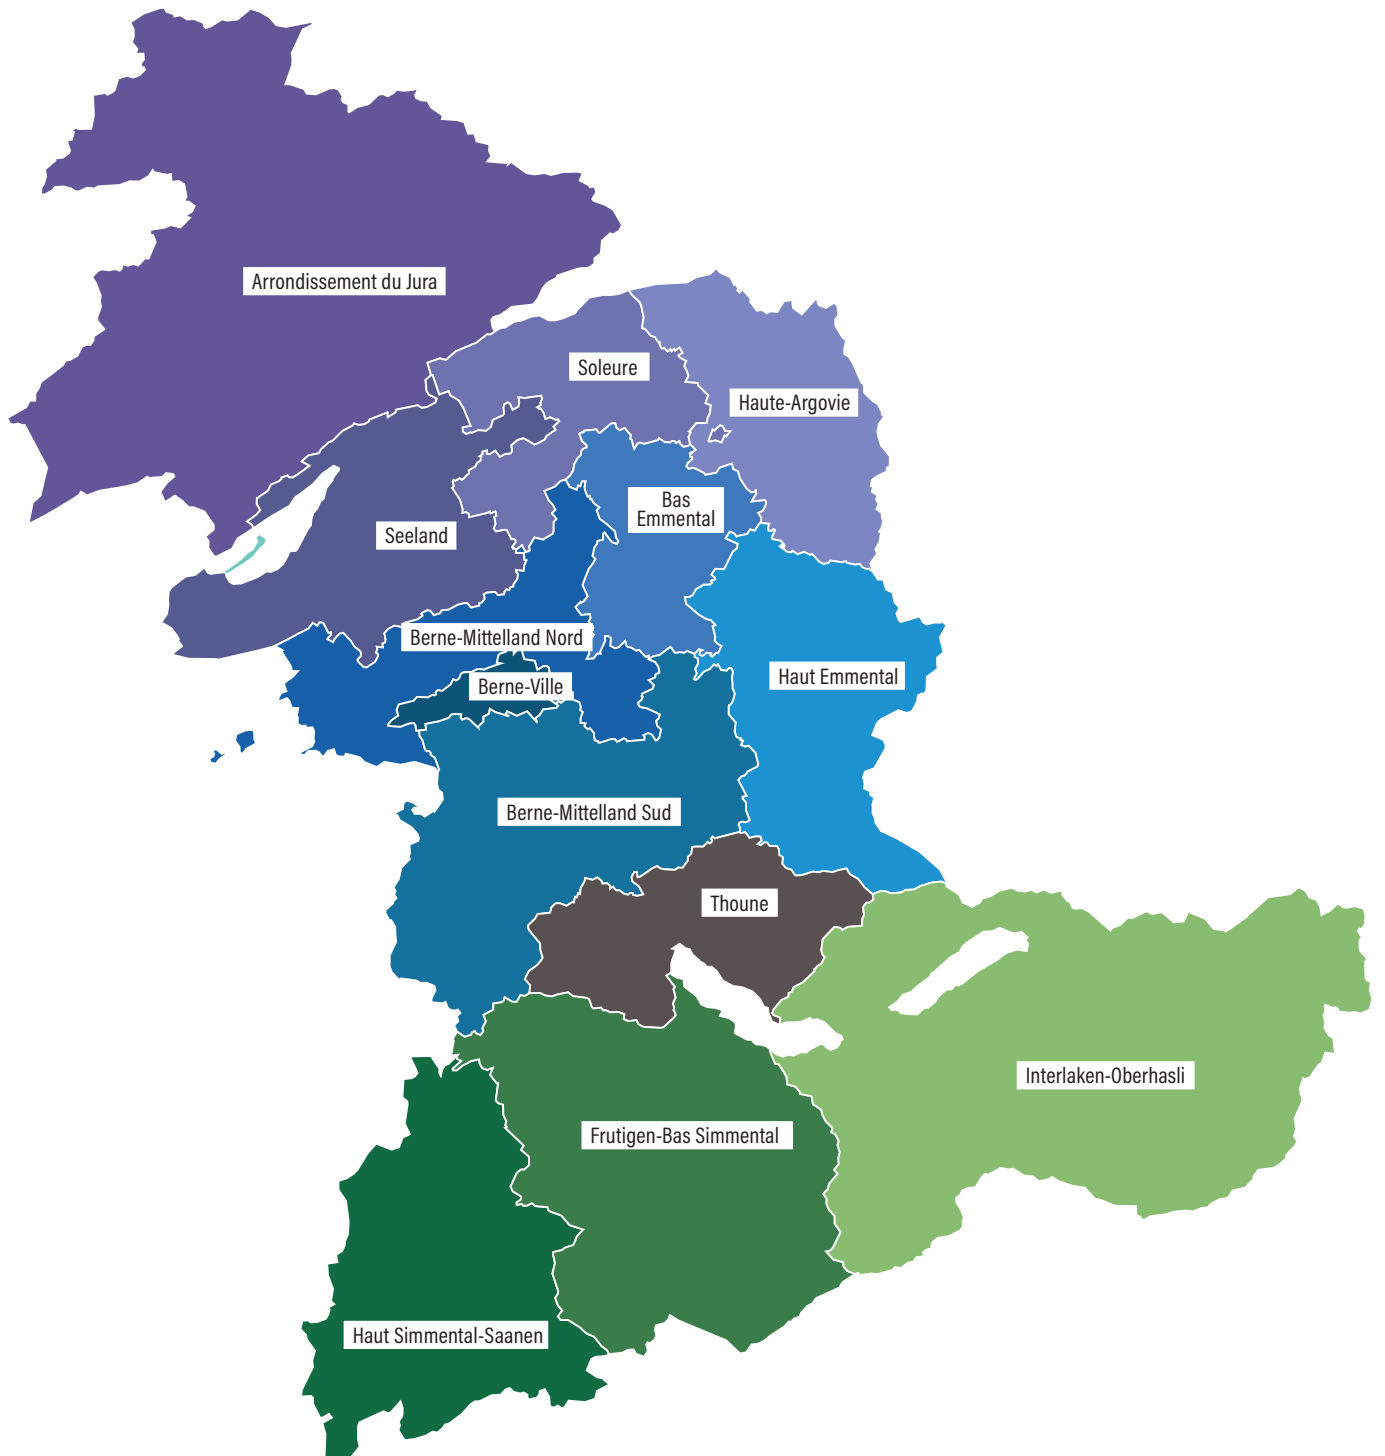 Arrondissement du Jura
Soleure
Haute-Argovie
Bas
Emmental
Seeland
Berne-Mittelland Nord
Haut Emmental
Berne-Ville
Berne-Mittelland Sud
Thoune
Interlaken-Oberhasli
Frutigen-Bas Simmental
Haut Simmental-Saanen